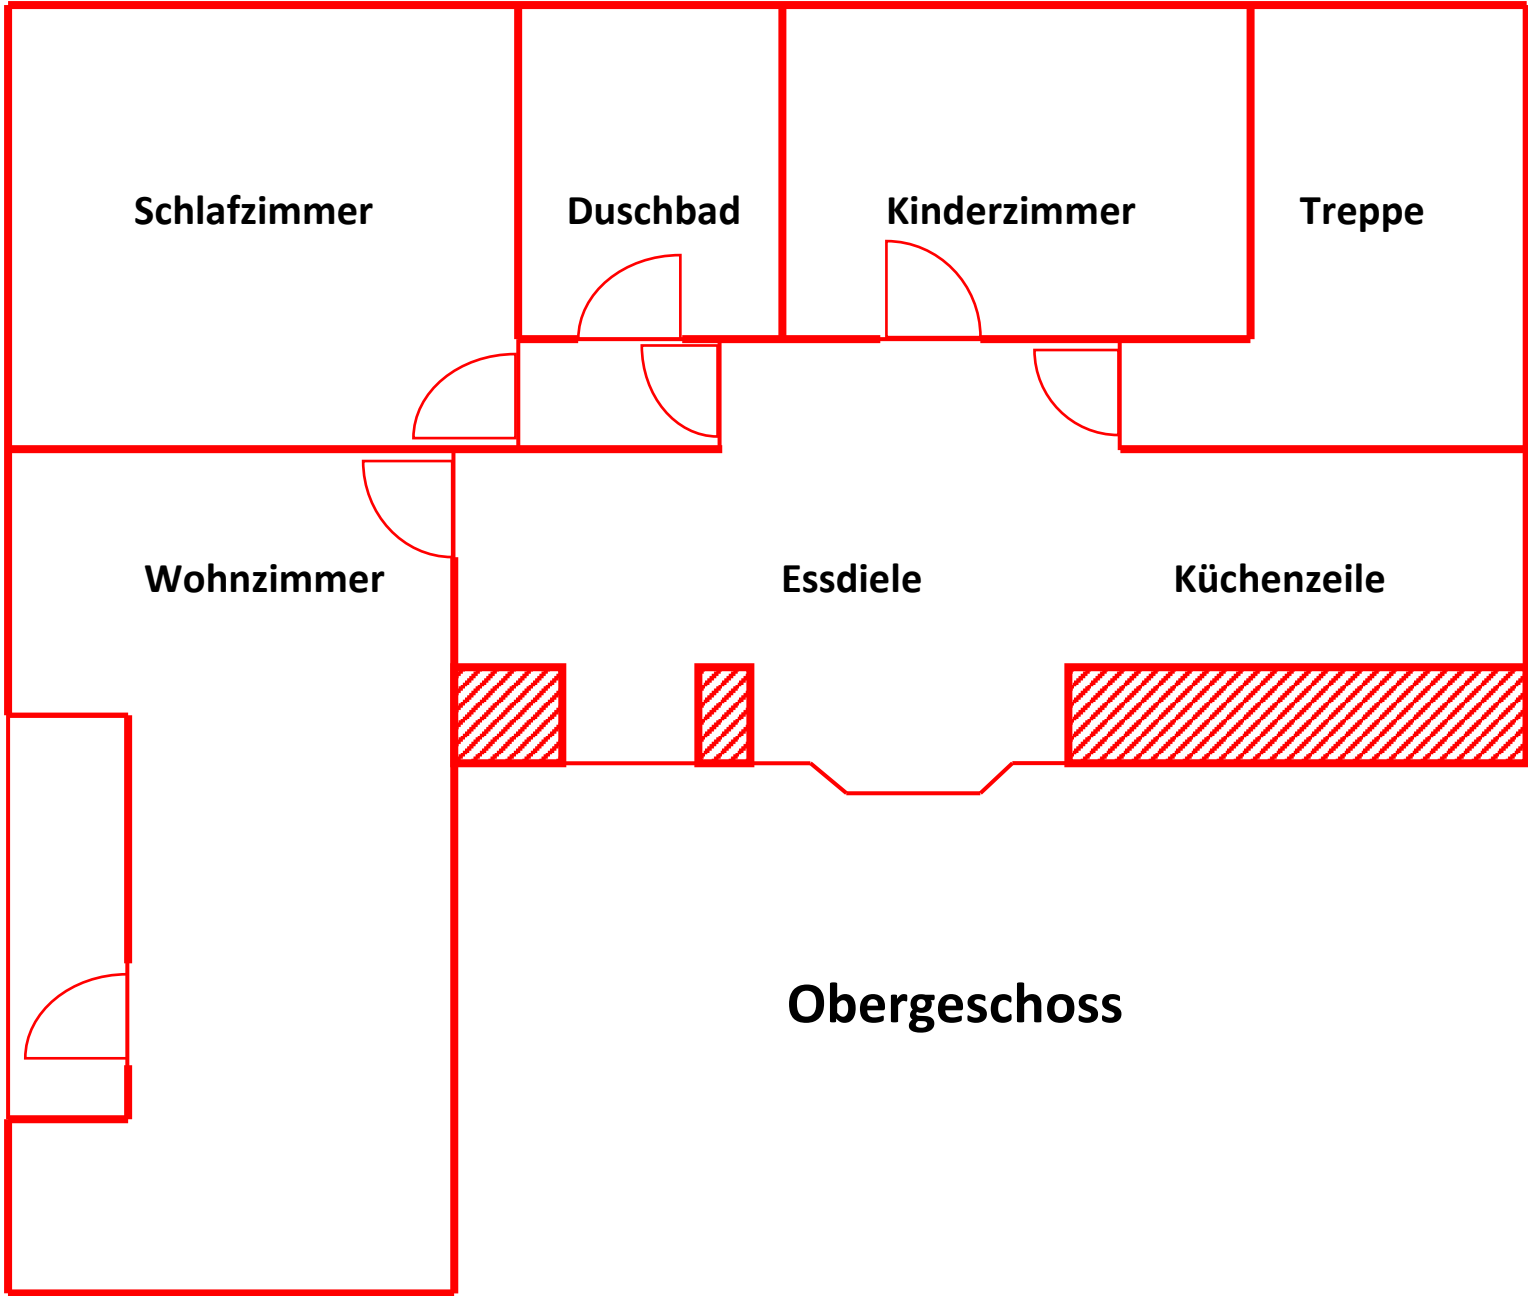 Schlafzimmer
Duschbad
Kinderzimmer
Treppe
Wohnzimmer
Essdiele
Küchenzeile
Obergeschoss